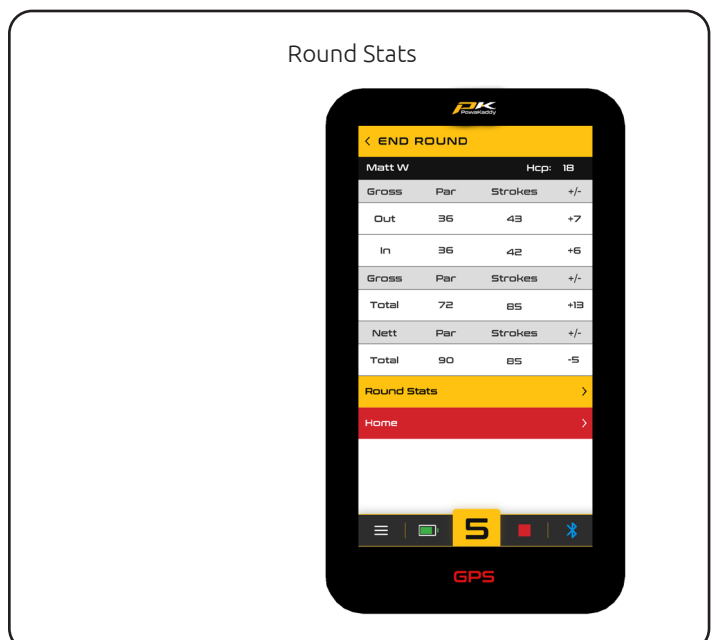 Round Stats
PK
PowaKaddy
< END ROUND
Matt W Hcp: 18
Gross Par Strokes +/-
Out 36 43 +7
In 36 42 +6
Gross Par Strokes +/-
Total 72 85 +13
Nett Par Strokes +/-
Total 90 85 -5
Round Stats >
Home >
5
GPS